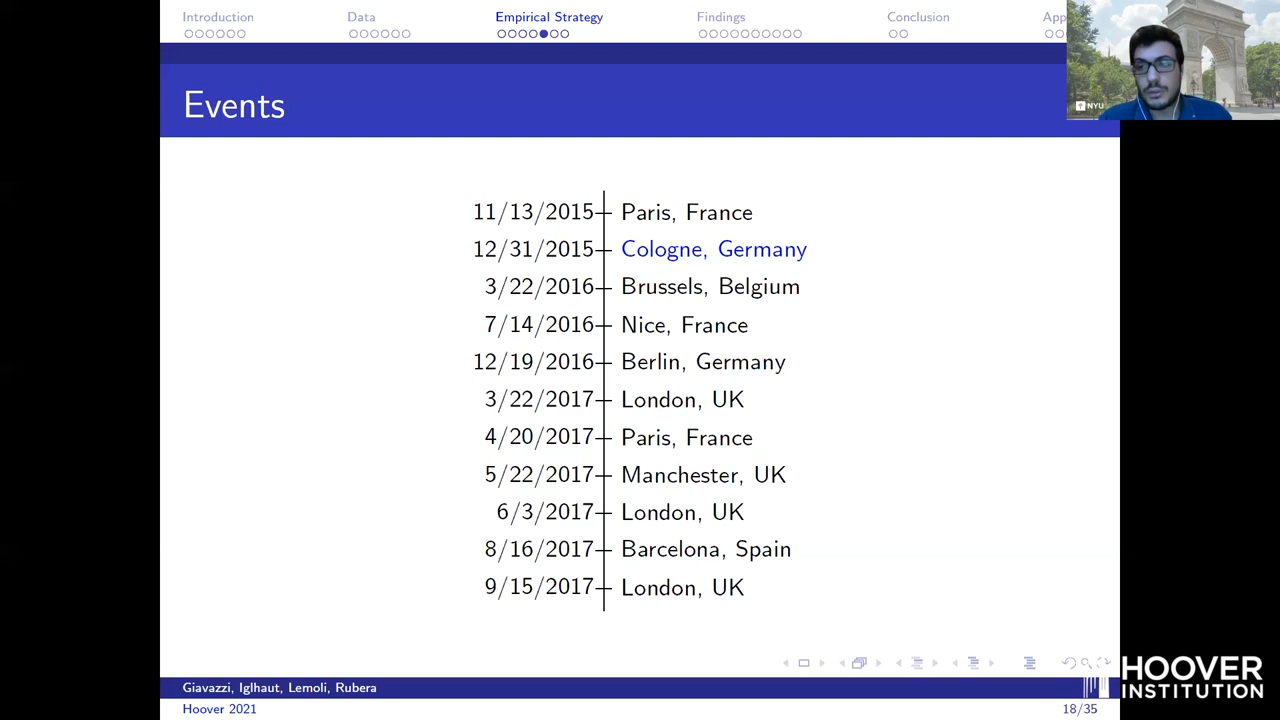 Introduction Data Empirical Strategy Findings Conclusion App
NYU
Events
11/13/2015 Paris, France
12/31/2015 Cologne, Germany
3/22/2016 Brussels, Belgium
7/14/2016 Nice, France
12/19/2016 Berlin, Germany
3/22/2017 London, UK
4/20/2017 Paris, France
5/22/2017 Manchester, UK
6/3/2017 London, UK
8/16/2017 Barcelona, Spain
9/15/2017 London, UK
Giavazzi, Iglhaut, Lemoli, Rubera
Hoover 2021 18/35
HOOVER
INSTITUTION